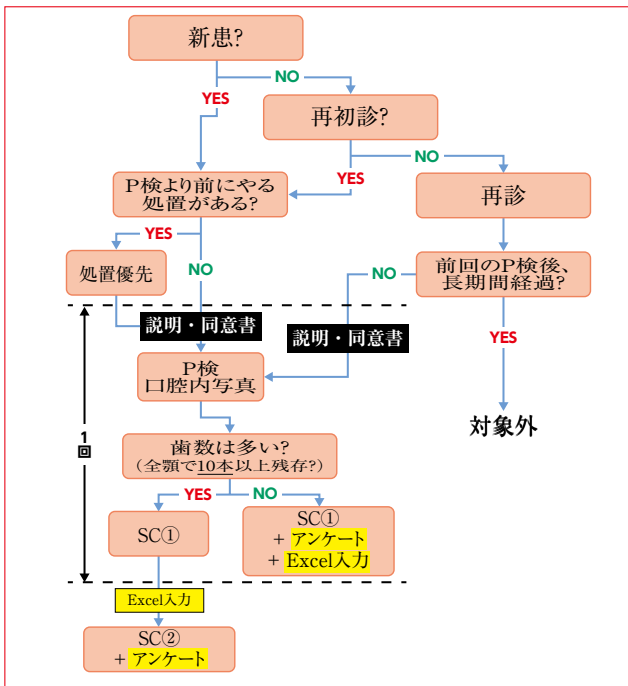 新患?
NO
YES
再初診?
NO
YES
P検より前にやる
処置がある?
再診
YES
NO
処置優先
前回のP検後、
長期間経過?
NO
YES
説明・同意書
説明・同意書
P検
口腔内写真
対象外
1回
歯数は多い?
(全顎で10本以上残存?)
YES
NO
SC①
SC①
+ アンケート
+ Excel入力
Excel入力
SC②
+ アンケート